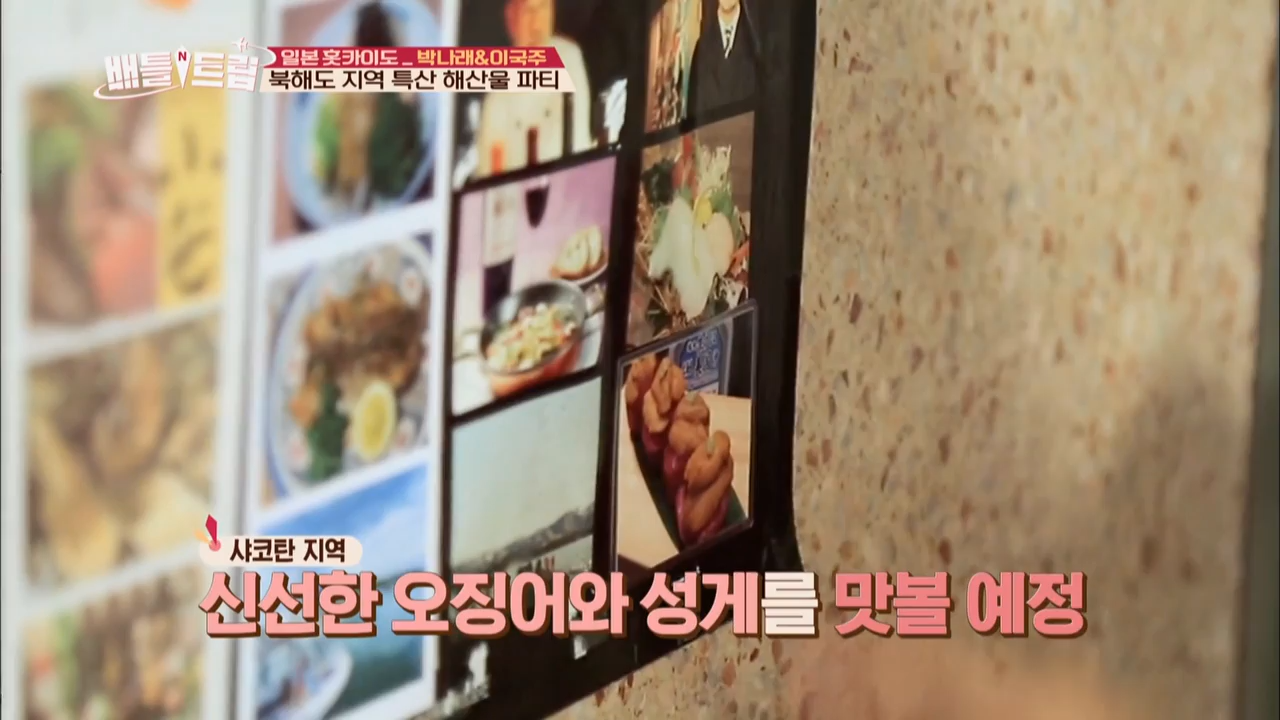 배틀트립
일본 홋카이도 _ 박나래&이국주
북해도 지역 특산 해산물 파티
샤코탄 지역
신선한 오징어와 성게를 맛볼 예정